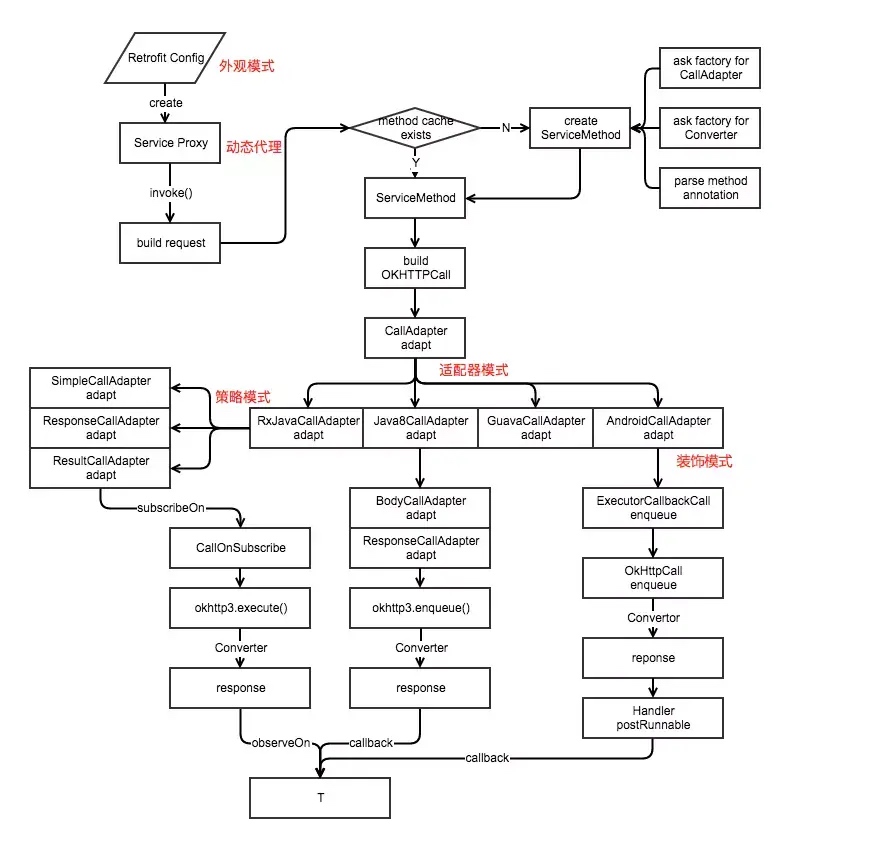 Retrofit Config
外观模式
create
Service Proxy
动态代理
invoke()
build request
method cache
exists
N
Y
create
ServiceMethod
ask factory for
CallAdapter
ask factory for
Converter
parse method
annotation
ServiceMethod
build
OKHTTPCall
CallAdapter
adapt
适配器模式
策略模式
SimpleCallAdapter
adapt
ResponseCallAdapter
adapt
ResultCallAdapter
adapt
RxJavaCallAdapter
adapt
Java8CallAdapter
adapt
GuavaCallAdapter
adapt
AndroidCallAdapter
adapt
装饰模式
subscribeOn
CallOnSubscribe
okhttp3.execute()
Converter
response
observeOn
BodyCallAdapter
adapt
ResponseCallAdapter
adapt
okhttp3.enqueue()
Converter
response
callback
ExecutorCallbackCall
enqueue
OkHttpCall
enqueue
Convertor
reponse
Handler
postRunnable
callback
T